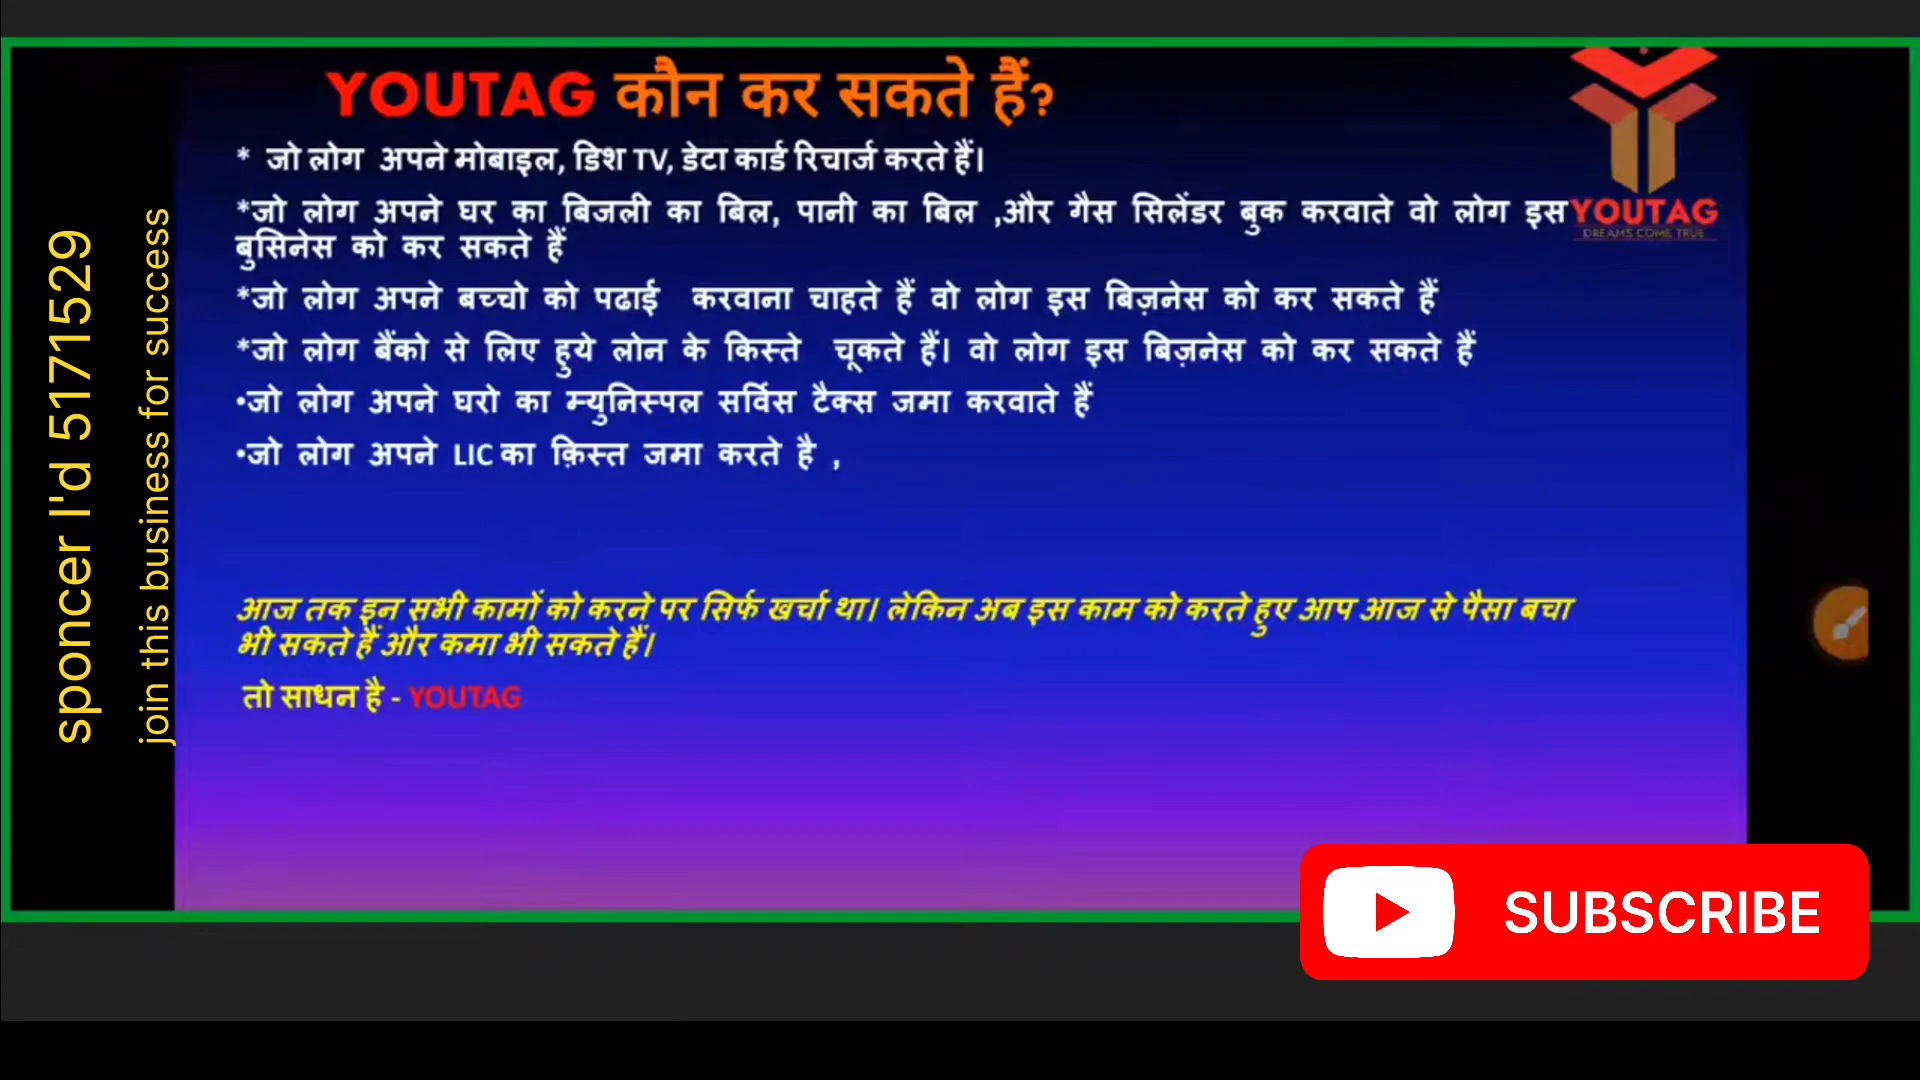 YOUTAG कौन कर सकते हैं?
* जो लोग अपने मोबाइल, डिश TV, डेटा कार्ड रिचार्ज करते हैं।
*जो लोग अपने घर का बिजली का बिल, पानी का बिल ,और गैस सिलेंडर बुक करवाते वो लोग इस
बुसिनेस को कर सकते हैं
*जो लोग अपने बच्चो को पढाई करवाना चाहते हैं वो लोग इस बिज़नेस को कर सकते हैं
*जो लोग बैंको से लिए हुये लोन के किस्ते चूकते हैं। वो लोग इस बिज़नेस को कर सकते हैं
•जो लोग अपने घरो का म्युनिस्पल सर्विस टैक्स जमा करवाते हैं
•जो लोग अपने LIC का क़िस्त जमा करते है ,
आज तक इन सभी कामों को करने पर सिर्फ खर्चा था। लेकिन अब इस काम को करते हुए आप आज से पैसा बचा
भी सकते हैं और कमा भी सकते हैं।
तो साधन है - YOUTAG
YOUTAG
DREAMS COME TRUE
sponcer I'd 5171529
join this business for success
SUBSCRIBE